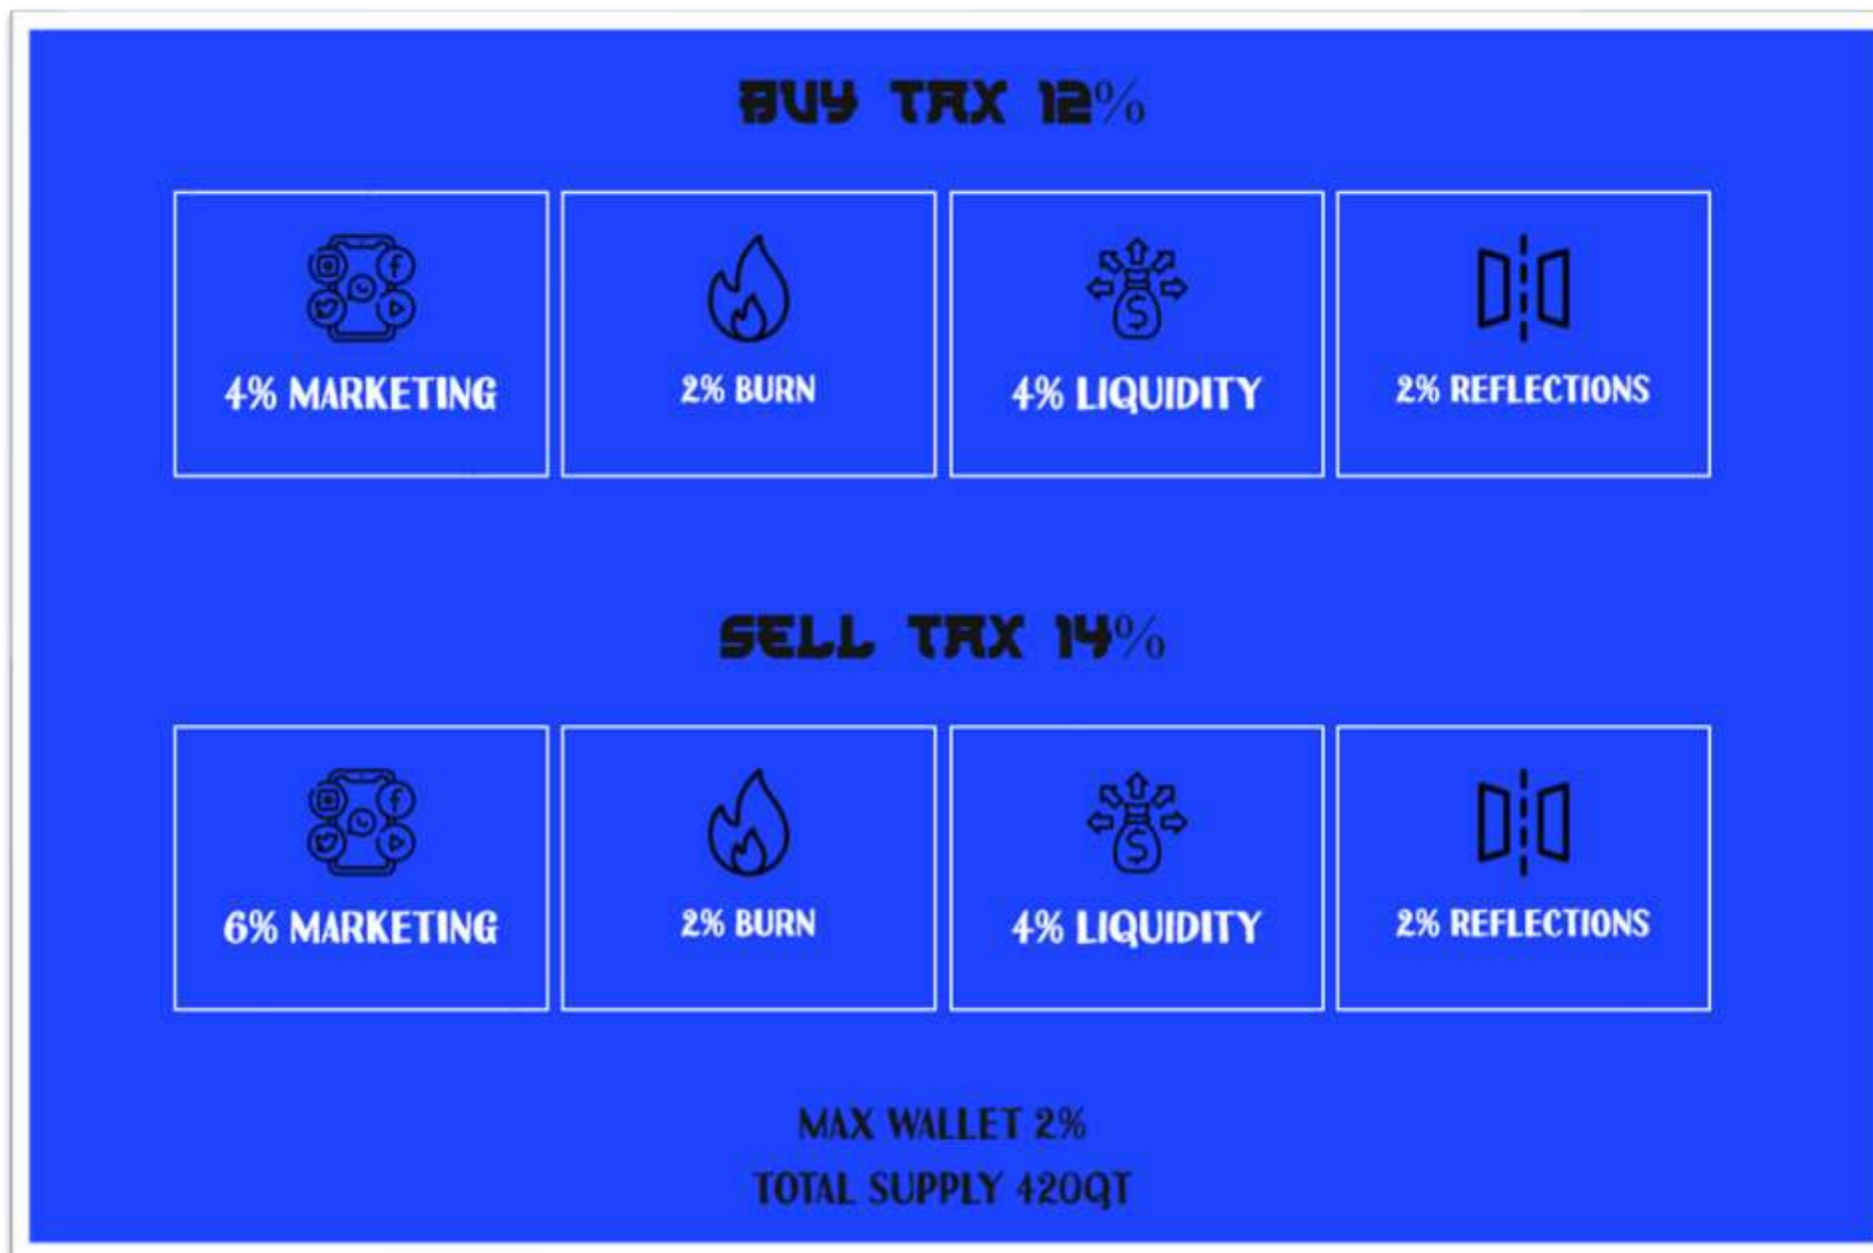 BUY TAX 12%
4% MARKETING
2% BURN
4% LIQUIDITY
2% REFLECTIONS
SELL TAX 14%
6% MARKETING
2% BURN
4% LIQUIDITY
2% REFLECTIONS
MAX WALLET 2%
TOTAL SUPPLY 420QT